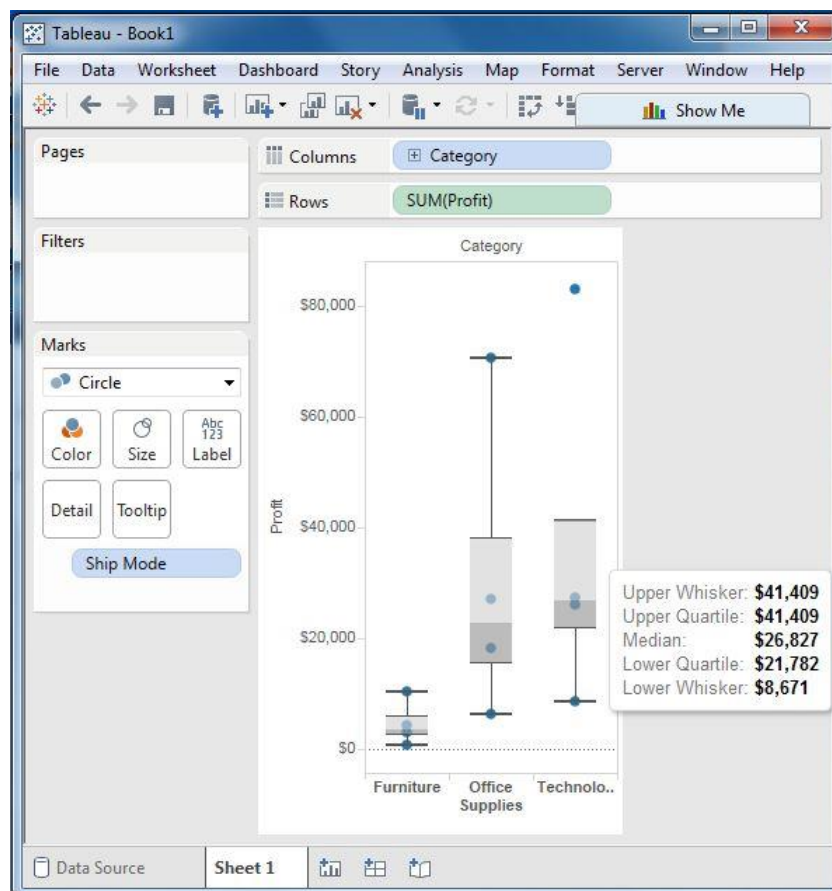 Tableau - Book1
File Data Worksheet Dashboard Story Analysis Map Format Server Window Help
Show Me
Pages
Columns
Category
Rows
SUM(Profit)
Filters
Marks
Circle
Color
Size
Abc
123
Label
Detail
Tooltip
Ship Mode
Category
$80,000
$60,000
$40,000
$20,000
$0
Profit
Furniture
Office
Supplies
Technolo..
Upper Whisker: $41,409
Upper Quartile: $41,409
Median: $26,827
Lower Quartile: $21,782
Lower Whisker: $8,671
Data Source
Sheet 1